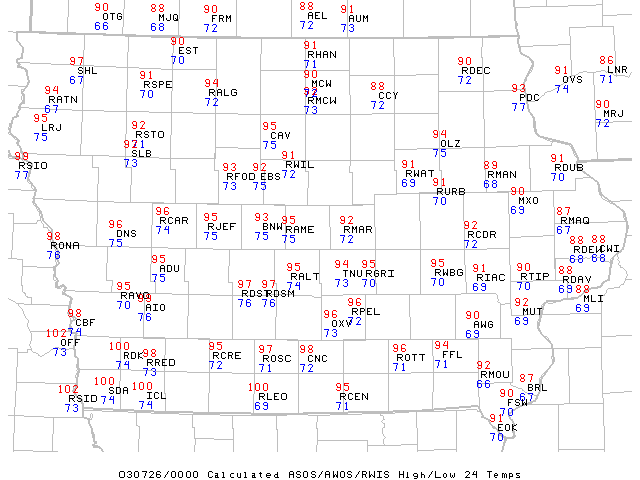 90 OTG 66
88 MJQ 68
90 FRM 72
88 AEL 72
91 AUM 73
90 EST 70
91 RHAN 71
97 SHL 67
91 RSPE 70
94 RALG 72
90 MCW
RMCW 73
88 CCY 72
90 RDEC 72
91 OVS 74
86 LNR 71
94 RATN 67
93 PDC 77
90 MRJ 72
95 LRJ 75
92 RSTO 71
97 SLB 73
95 CAV 75
94 OLZ 75
99 RSIO 77
93 RFOD 73
92 EBS 75
91 RWIL 72
91 RWAT 69
89 RMAN 68
91 RDUB 70
91 RURB 70
90 MXO 69
96 DNS 75
96 RCAR 74
95 RJEF 75
93 BNW 75
95 RAME 75
92 RMAR 72
92 RCDR 72
87 RMAQ 67
98 RONA 76
88 RDEW 68
88 CWI 68
95 ADU 75
95 RALT 74
94 TNU 73
95 RGRI 70
95 RWBG 70
91 RIAC 69
90 RTIP 70
88 RDAV 69
88 MLI 69
95 RAVO 70
94 AIO 76
97 RDST 76
97 RDSM 76
96 RPEL 72
96 OXV 73
92 MUT 69
98 CBF 74
90 AWG 69
102 OFF 73
100 RDK 74
98 RRED 73
95 RCRE 72
97 ROSC 71
98 CNC 72
96 ROTT 71
94 FFL 71
92 RMOU 66
87 BRL 67
102 RSID 73
100 SDA 74
100 ICL 74
100 RLEO 69
95 RCEN 71
90 FSW 70
91 EOK 70
030726/0000 Calculated ASOS/AWOS/RWIS High/Low 24 Temps